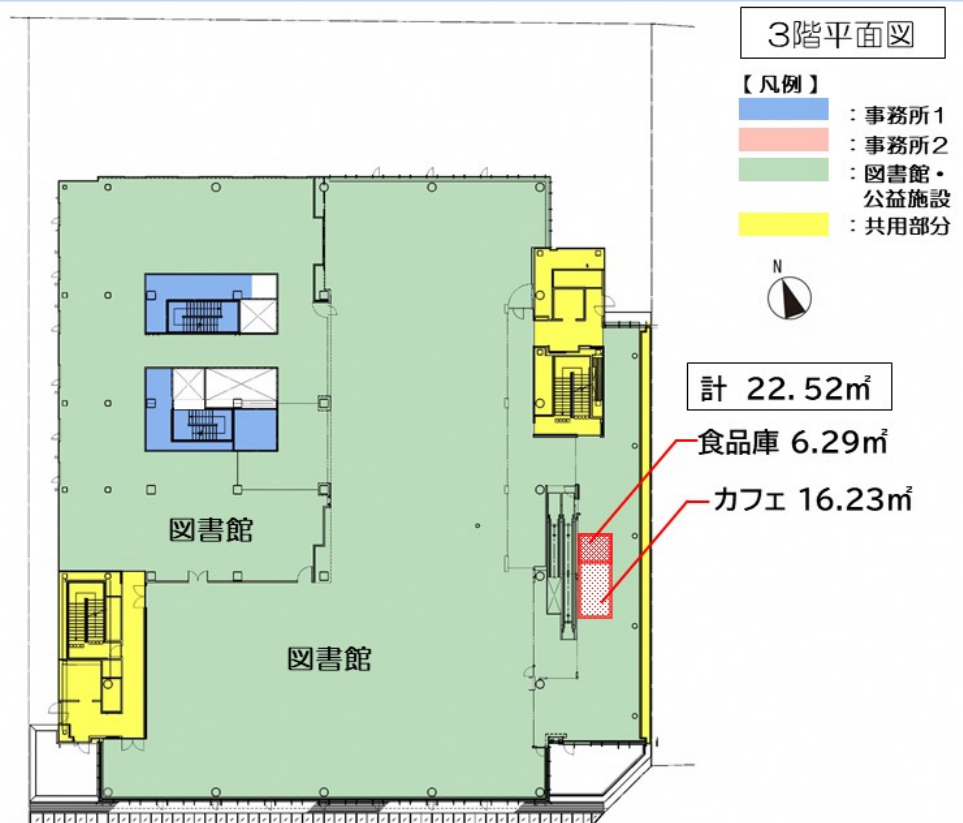 3階平面図
【凡例】
：事務所1
：事務所2
：図書館・
公益施設
：共用部分
N
計 22.52㎡
食品庫 6.29㎡
カフェ 16.23㎡
図書館
図書館